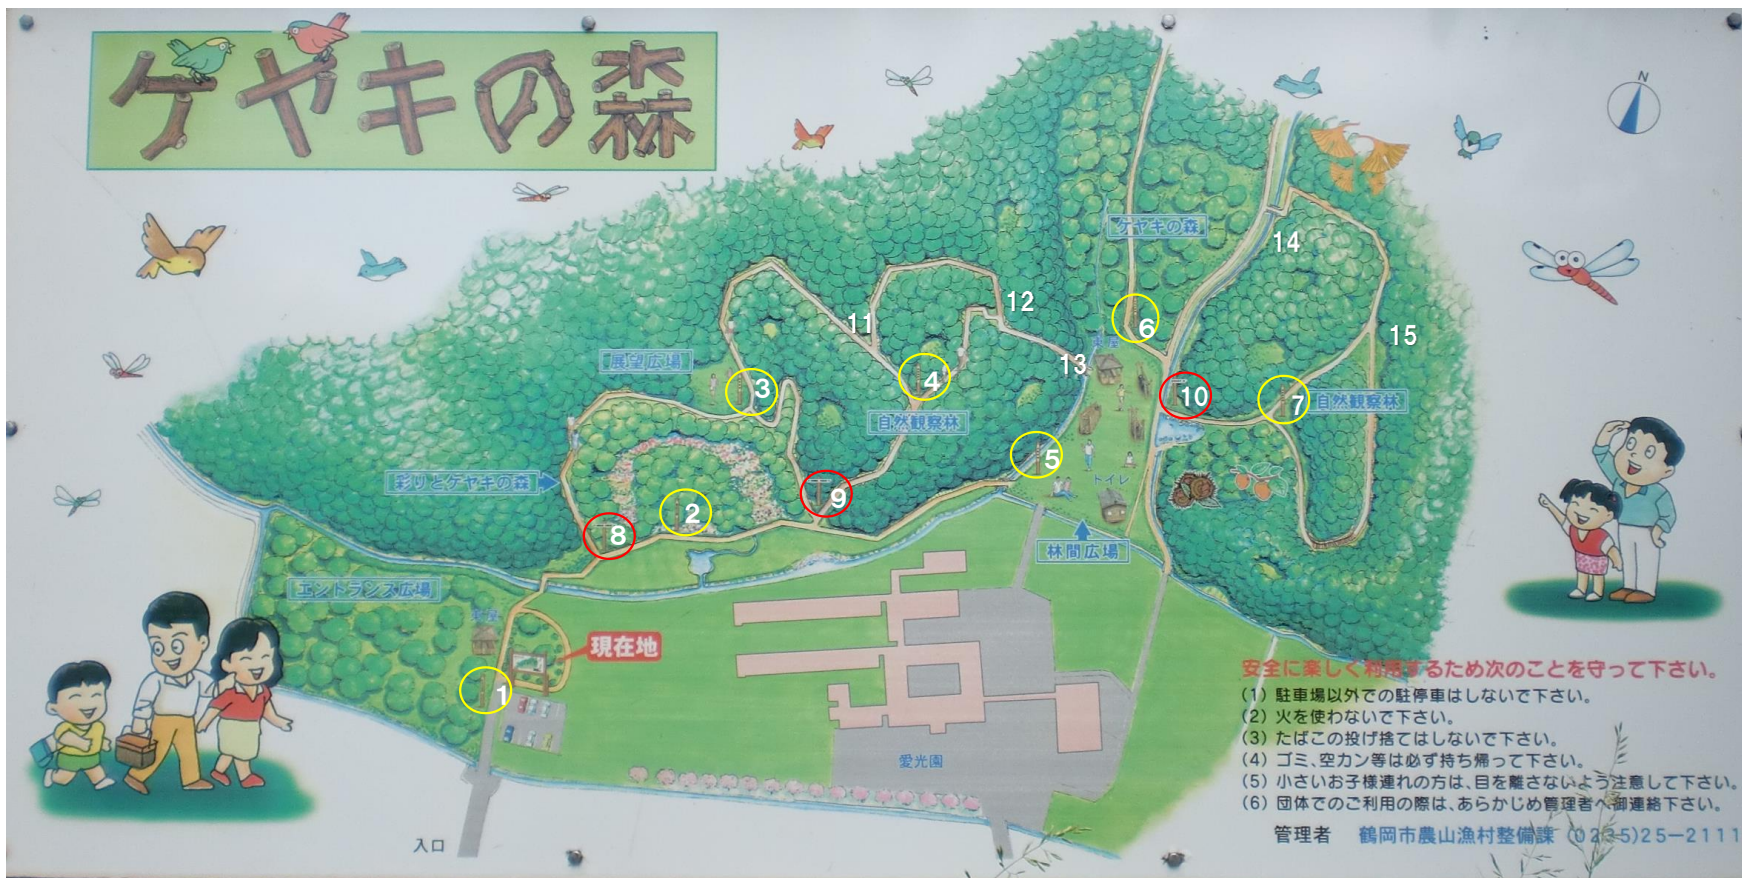 ケヤキの森
N
14
ケヤキの森
12
11
15
6
展望広場
東屋
13
3
4
10
7
自然観察林
自然観察林
5
彩りとケヤキの森
トイレ
9
2
8
林間広場
エントランス広場
東屋
現在地
1
愛光園
入口
安全に楽しく利用するため次のことを守って下さい。
(1) 駐車場以外での駐停車はしないで下さい。
(2) 火を使わないで下さい。
(3) たばこの投げ捨てはしないで下さい。
(4) ゴミ、空カン等は必ず持ち帰って下さい。
(5) 小さいお子様連れの方は、目を離さないよう注意して下さい。
(6) 団体でのご利用の際は、あらかじめ管理者へ御連絡下さい。
管理者 鶴岡市農山漁村整備課 (0235)25-2111